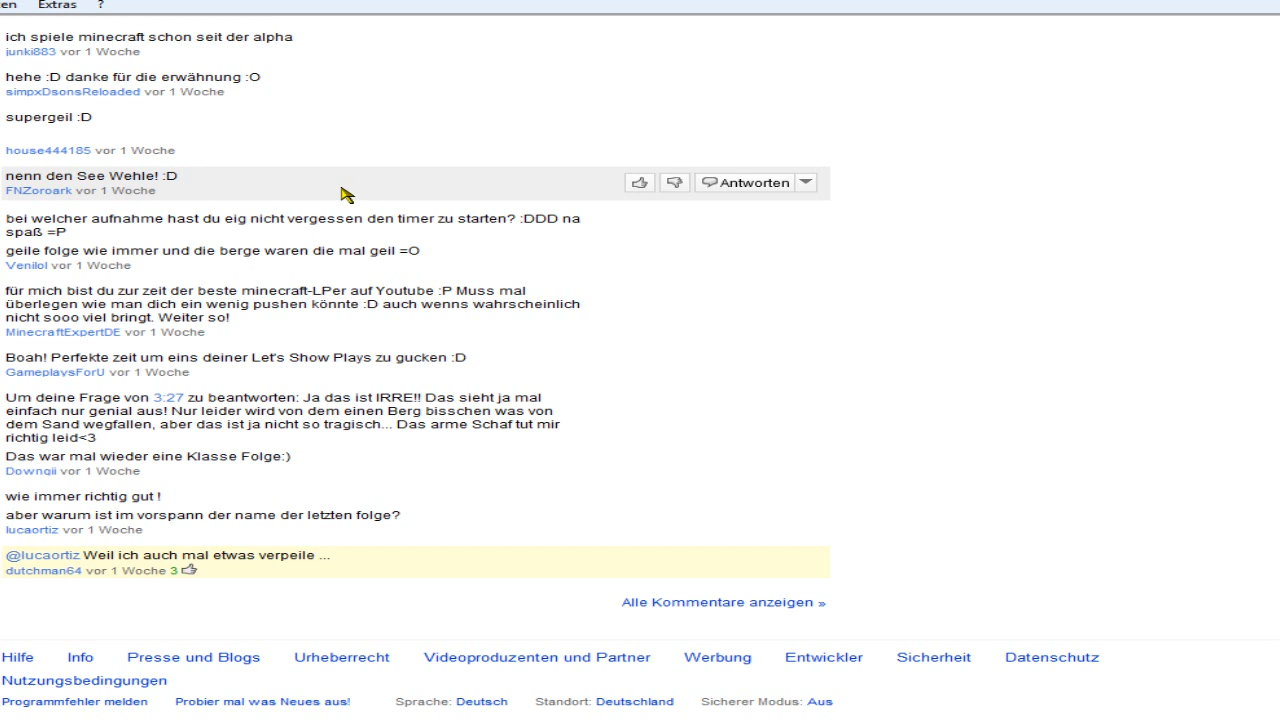 en Extras ?
ich spiele minecraft schon seit der alpha
junki883 vor 1 Woche
hehe :D danke für die erwähnung :O
simpxDsonsReloaded vor 1 Woche
supergeil :D
house444185 vor 1 Woche
nenn den See Wehle! :D
FNZoroark vor 1 Woche
Antworten
bei welcher aufnahme hast du eig nicht vergessen den timer zu starten? :DDD na
spaß =P
geile folge wie immer und die berge waren die mal geil =O
Venilol vor 1 Woche
für mich bist du zur zeit der beste minecraft-LPer auf Youtube :P Muss mal
überlegen wie man dich ein wenig pushen könnte :D auch wenns wahrscheinlich
nicht sooo viel bringt. Weiter so!
MinecraftExpertDE vor 1 Woche
Boah! Perfekte zeit um eins deiner Let's Show Plays zu gucken :D
GameplaysForU vor 1 Woche
Um deine Frage von 3:27 zu beantworten: Ja das ist IRRE!! Das sieht ja mal
einfach nur genial aus! Nur leider wird von dem einen Berg bisschen was von
dem Sand wegfallen, aber das ist ja nicht so tragisch... Das arme Schaf tut mir
richtig leid<3
Das war mal wieder eine Klasse Folge:)
Downgii vor 1 Woche
wie immer richtig gut !
aber warum ist im vorspann der name der letzten folge?
lucaortiz vor 1 Woche
@lucaortiz Weil ich auch mal etwas verpeile ...
dutchman64 vor 1 Woche 3
Alle Kommentare anzeigen »
Hilfe Info Presse und Blogs Urheberrecht Videoproduzenten und Partner Werbung Entwickler Sicherheit Datenschutz
Nutzungsbedingungen
Programmfehler melden Probier mal was Neues aus! Sprache: Deutsch Standort: Deutschland Sicherer Modus: Aus